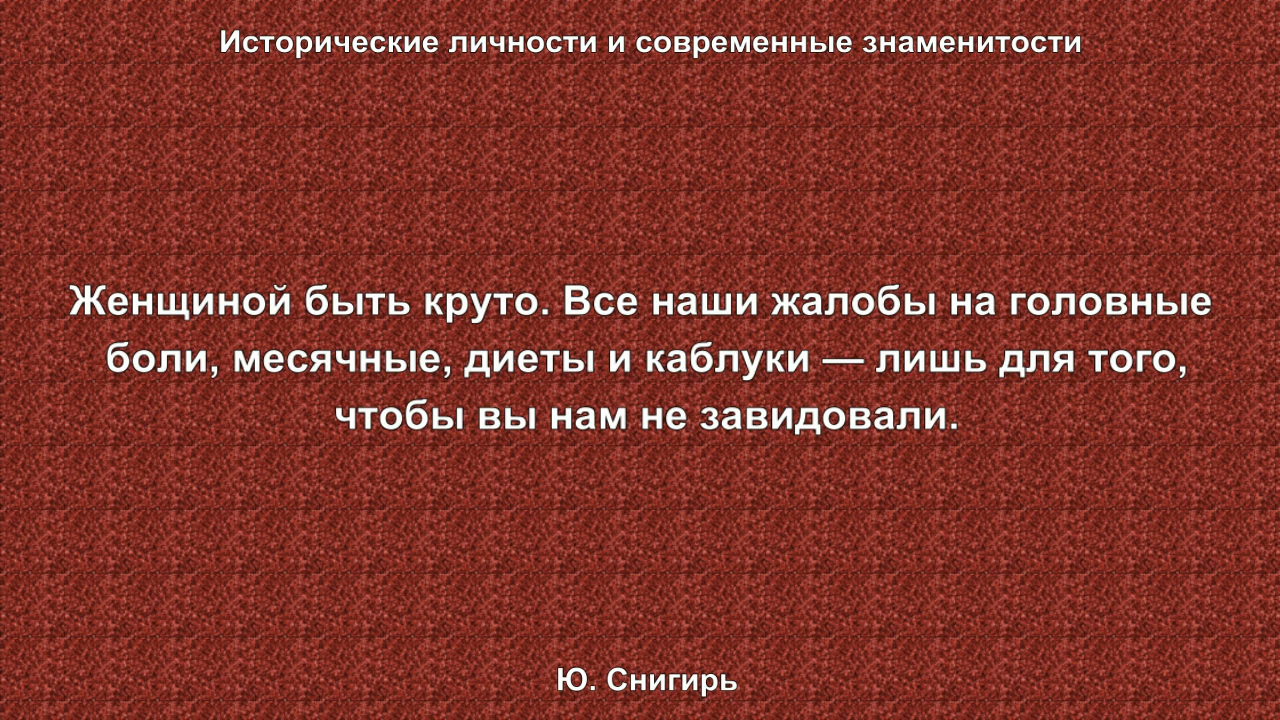 Исторические личности и современные знаменитости
Женщиной быть круто. Все наши жалобы на головные
боли, месячные, диеты и каблуки — лишь для того,
чтобы вы нам не завидовали.
Ю. Снигирь